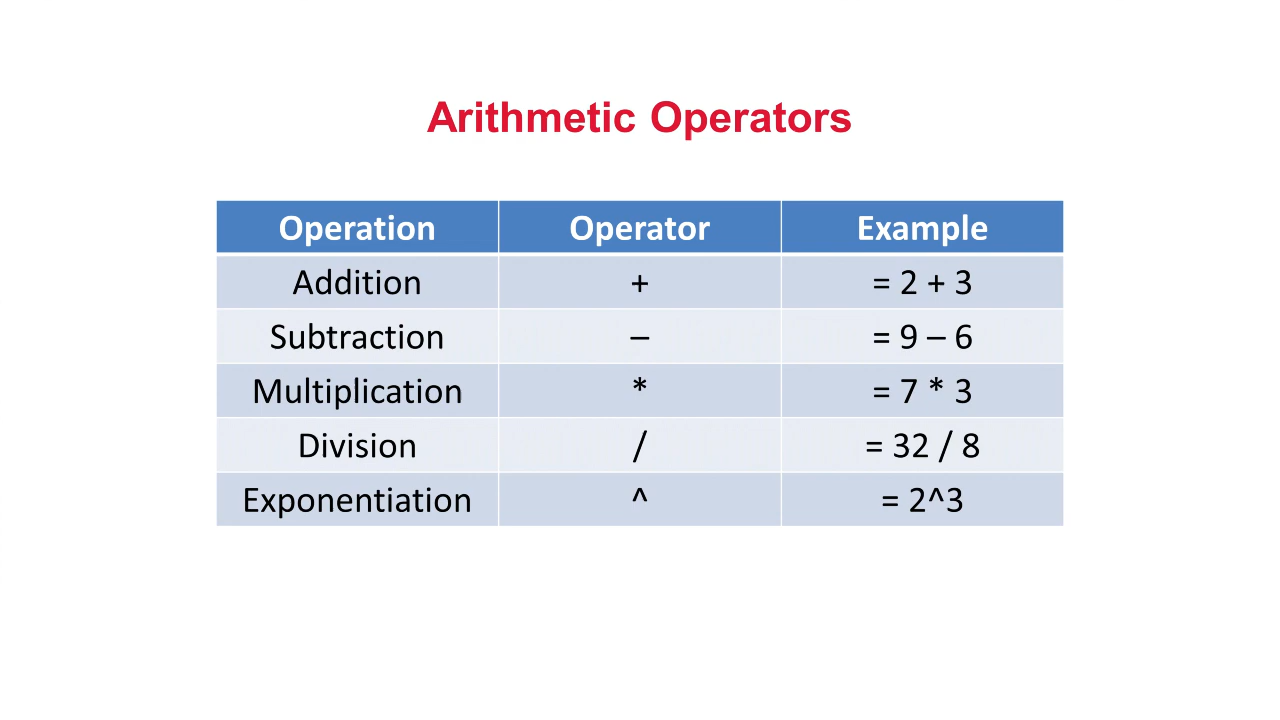 Arithmetic Operators
Operation Operator Example
Addition + = 2 + 3
Subtraction – = 9 – 6
Multiplication * = 7 * 3
Division / = 32 / 8
Exponentiation ^ = 2^3